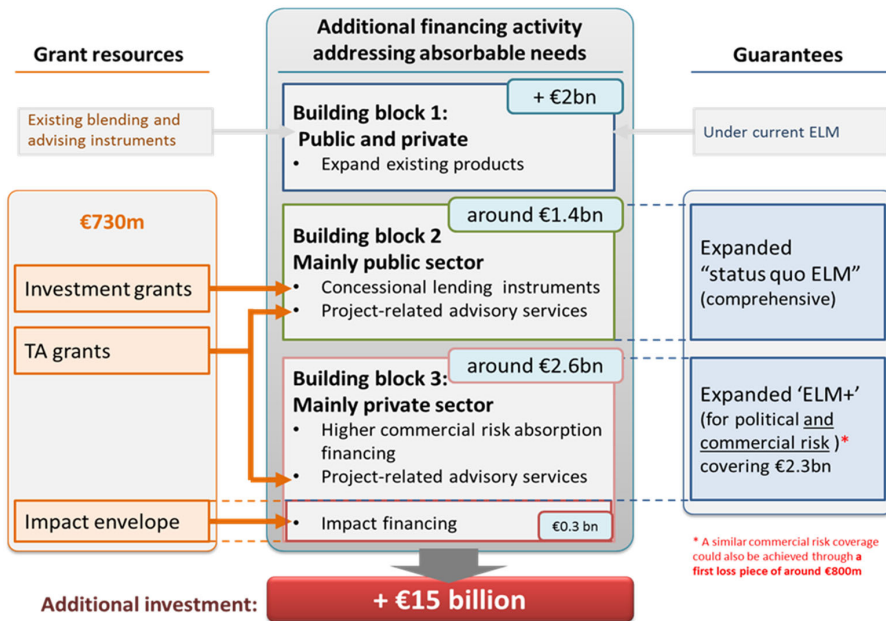 Grant resources
Existing blending and
advising instruments
€730m
Investment grants
TA grants
Impact envelope
Additional financing activity
addressing absorbable needs
+ €2bn
Building block 1:
Public and private
• Expand existing products
around €1.4bn
Building block 2
Mainly public sector
• Concessional lending instruments
• Project-related advisory services
around €2.6bn
Building block 3:
Mainly private sector
• Higher commercial risk absorption
financing
• Project-related advisory services
• Impact financing
€0.3 bn
Guarantees
Under current ELM
Expanded
“status quo ELM”
(comprehensive)
Expanded ‘ELM+’
(for political and
commercial risk )*
covering €2.3bn
* A similar commercial risk coverage
could also be achieved through a
first loss piece of around €800m
Additional investment:
+ €15 billion